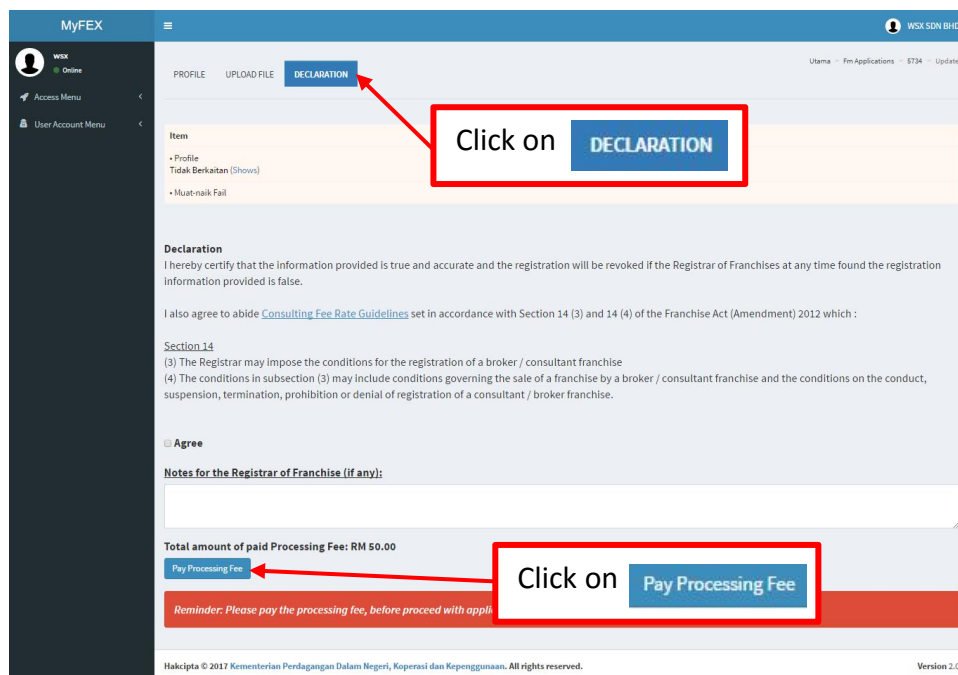 MyFEX
WSX SDN BHD
wsx
Online
Access Menu
User Account Menu
PROFILE UPLOAD FILE DECLARATION
Utama Fm Applications 5734 Update
Click on DECLARATION
Item
• Profile
Tidak Berkaitan (Shows)
• Muat-naik Fail
Declaration
I hereby certify that the information provided is true and accurate and the registration will be revoked if the Registrar of Franchises at any time found the registration
information provided is false.
I also agree to abide Consulting Fee Rate Guidelines set in accordance with Section 14 (3) and 14 (4) of the Franchise Act (Amendment) 2012 which :
Section 14
(3) The Registrar may impose the conditions for the registration of a broker / consultant franchise
(4) The conditions in subsection (3) may include conditions governing the sale of a franchise by a broker / consultant franchise and the conditions on the conduct,
suspension, termination, prohibition or denial of registration of a consultant / broker franchise.
Agree
Notes for the Registrar of Franchise (if any):
Total amount of paid Processing Fee: RM 50.00
Pay Processing Fee
Click on Pay Processing Fee
Reminder: Please pay the processing fee, before proceed with appli
Hakcipta © 2017 Kementerian Perdagangan Dalam Negeri, Koperasi dan Kepenggunaan. All rights reserved.
Version 2.0